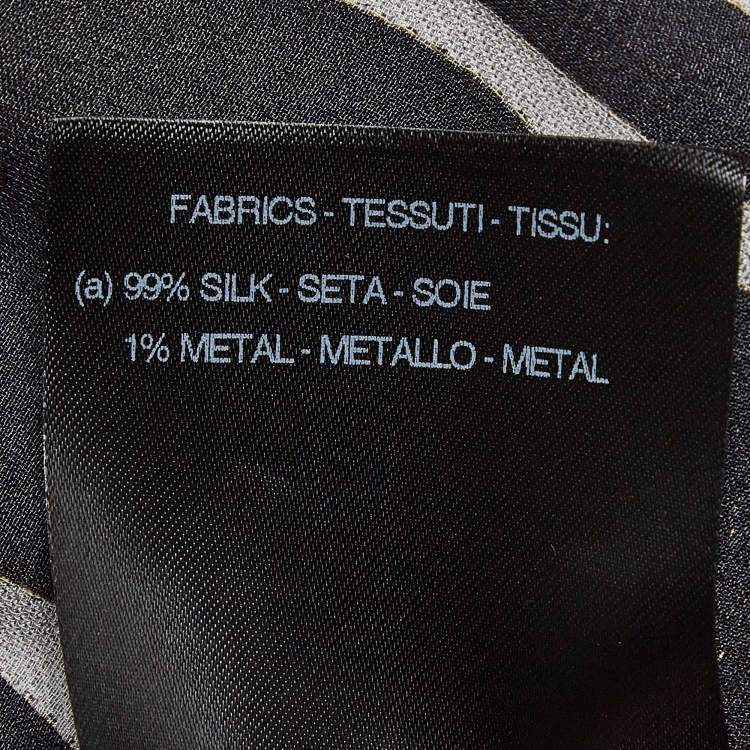 FABRICS - TESSUTI - TISSU:
(a) 99% SILK - SETA - SOIE
1% METAL - METALLO - METAL